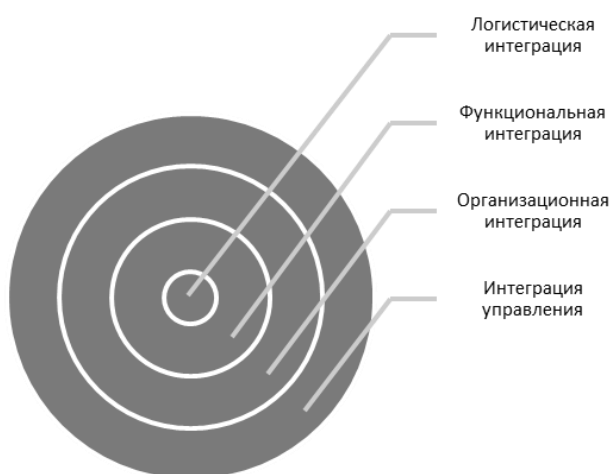 Логистическая
интеграция
Функциональная
интеграция
Организационная
интеграция
Интеграция
управления